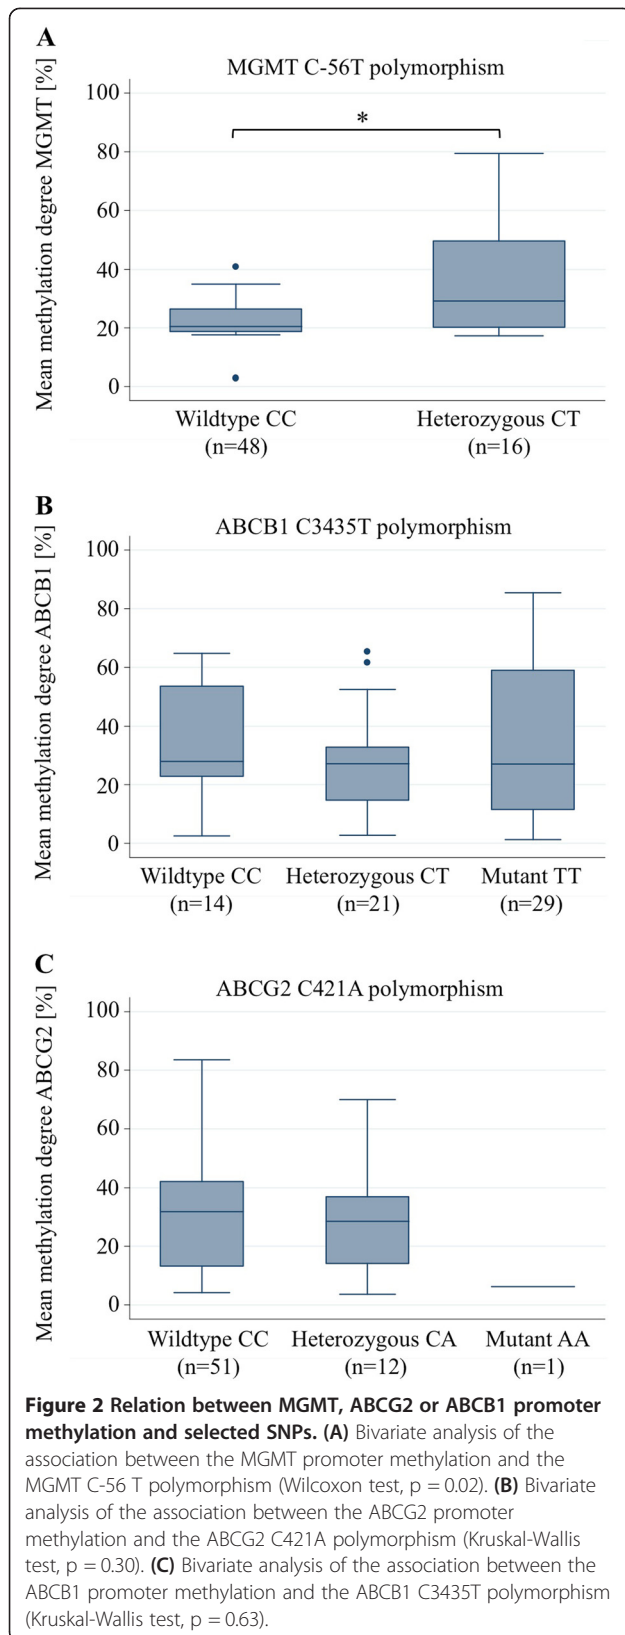 A
MGMT C-56T polymorphism
Mean methylation degree MGMT [%]
100
80
60
40
20
0
*
Wildtype CC
Heterozygous CT
(n=48)
(n=16)
B
ABCB1 C3435T polymorphism
Mean methylation degree ABCB1 [%]
100
80
60
40
20
0
Wildtype CC
Heterozygous CT
Mutant TT
(n=14)
(n=21)
(n=29)
C
ABCG2 C421A polymorphism
Mean methylation degree ABCG2 [%]
100
80
60
40
20
0
Wildtype CC
Heterozygous CA
Mutant AA
(n=51)
(n=12)
(n=1)
Figure 2 Relation between MGMT, ABCG2 or ABCB1 promoter
methylation and selected SNPs. (A) Bivariate analysis of the
association between the MGMT promoter methylation and the
MGMT C-56 T polymorphism (Wilcoxon test, p = 0.02). (B) Bivariate
analysis of the association between the ABCG2 promoter
methylation and the ABCG2 C421A polymorphism (Kruskal-Wallis
test, p = 0.30). (C) Bivariate analysis of the association between the
ABCB1 promoter methylation and the ABCB1 C3435T polymorphism
(Kruskal-Wallis test, p = 0.63).